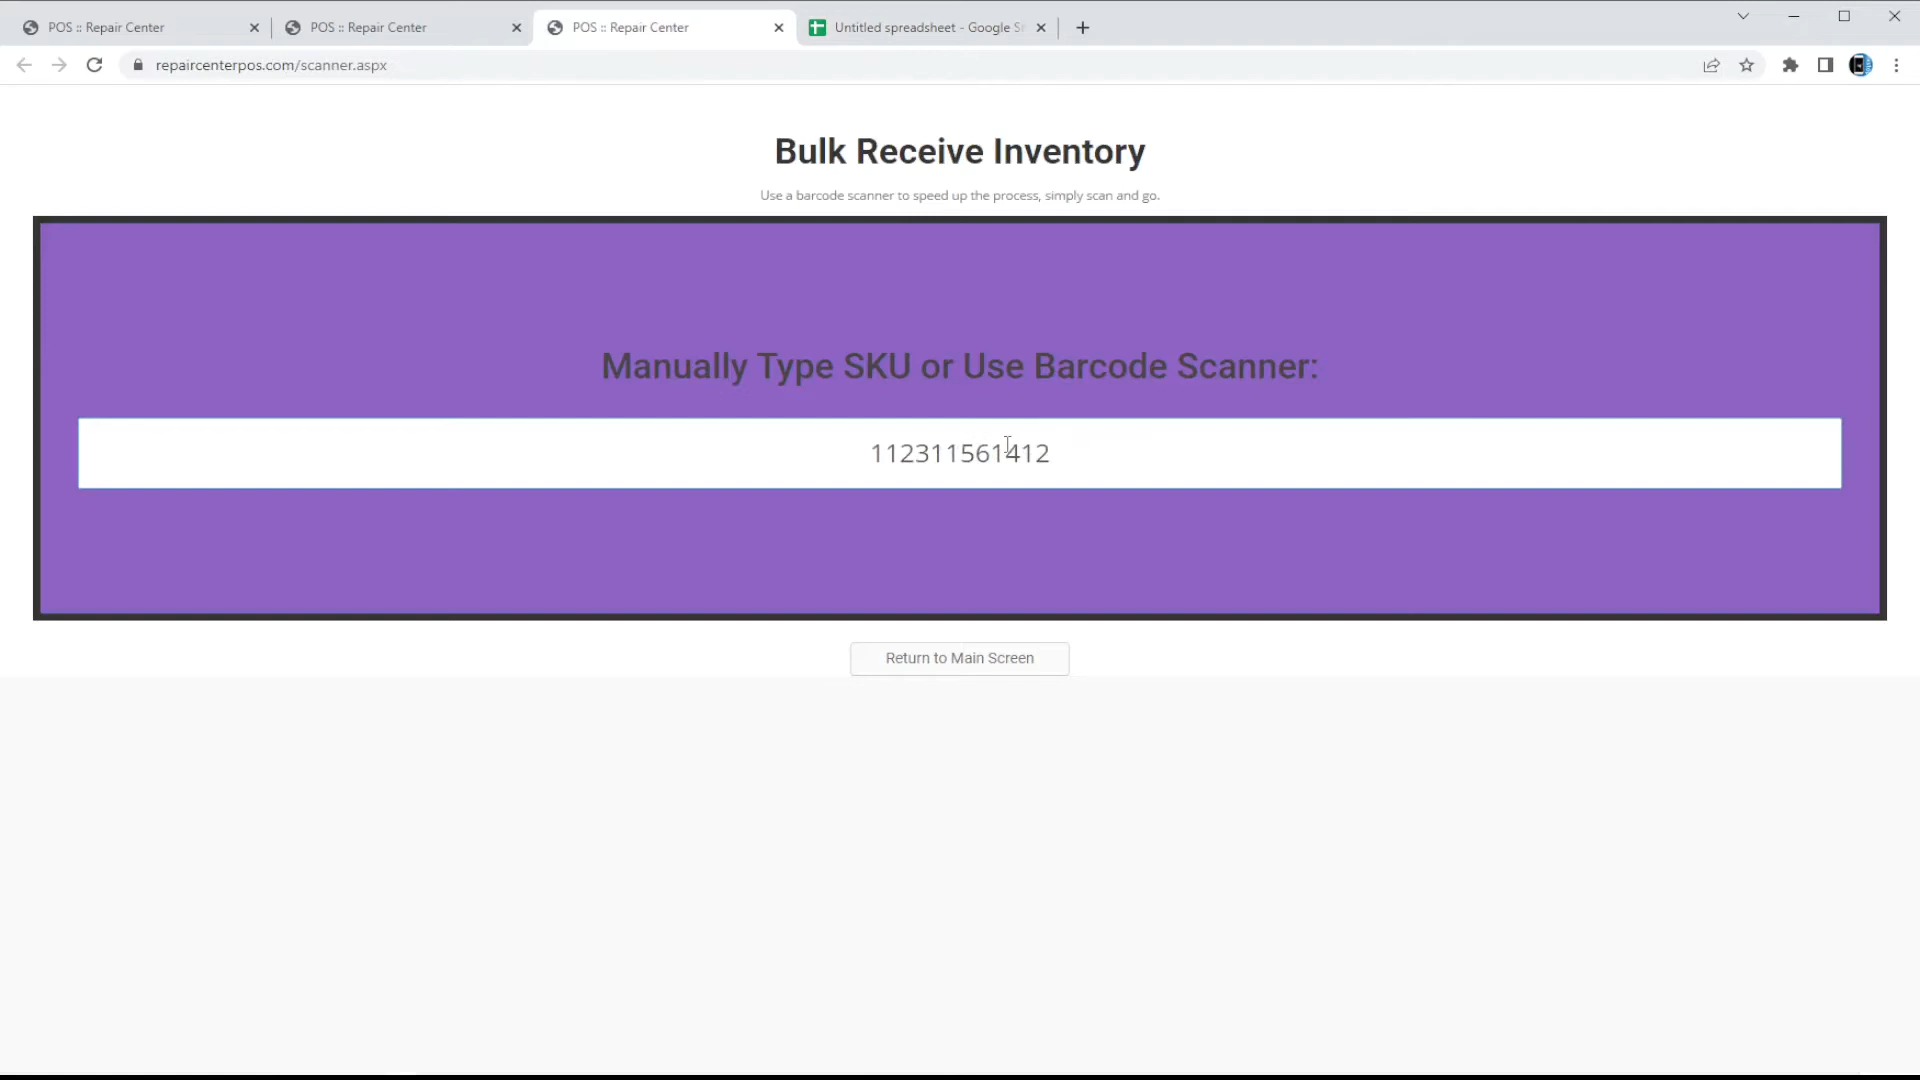 POS :: Repair Center
POS :: Repair Center
POS :: Repair Center
Untitled spreadsheet - Google S
repaircenterpos.com/scanner.aspx
Bulk Receive Inventory
Use a barcode scanner to speed up the process, simply scan and go.
Manually Type SKU or Use Barcode Scanner:
112311561412
Return to Main Screen